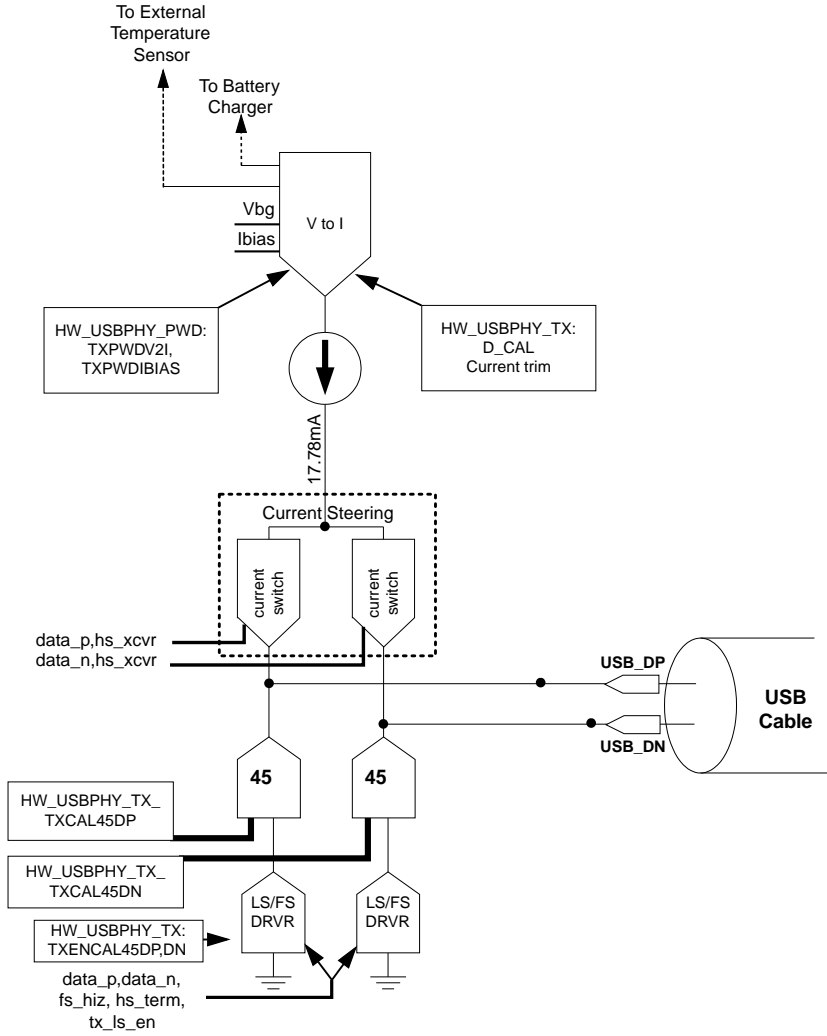 To External
Temperature
Sensor
To Battery
Charger
Vbg
Ibias
V to I
HW_USBPHY_PWD:
TXPWDV2I,
TXPWDIBIAS
HW_USBPHY_TX:
D_CAL
Current trim
17.78mA
Current Steering
current
switch
current
switch
data_p,hs_xcvr
data_n,hs_xcvr
USB_DP
USB_DN
USB
Cable
45
45
HW_USBPHY_TX_
TXCAL45DP
HW_USBPHY_TX_
TXCAL45DN
LS/FS
DRVR
LS/FS
DRVR
HW_USBPHY_TX:
TXENCAL45DP,DN
data_p,data_n,
fs_hiz, hs_term,
tx_ls_en